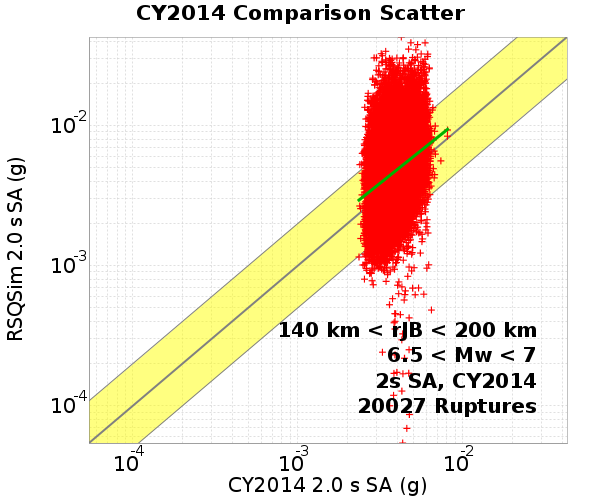 CY2014 Comparison Scatter
RSQSim 2.0 s SA (g)
10-2
10-3
10-4
140 km < rJB < 200 km
6.5 < Mw < 7
2s SA, CY2014
20027 Ruptures
10-4
10-3
10-2
CY2014 2.0 s SA (g)